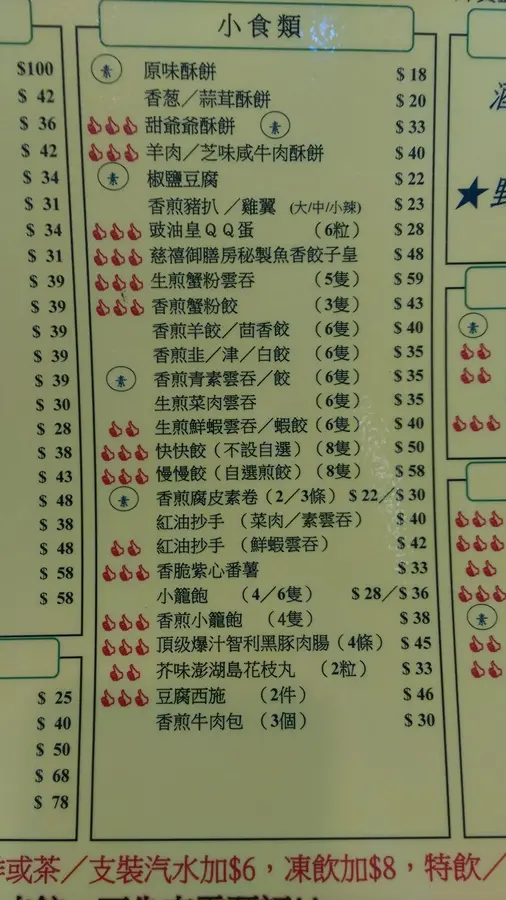 小食類
素 原味酥餅 $18
香葱／蒜茸酥餅 $20
甜爺爺酥餅 素 $33
羊肉／芝味咸牛肉酥餅 $40
素 椒鹽豆腐 $22
香煎豬扒／雞翼 (大/中/小辣) $23
豉油皇QQ蛋 (6粒) $28
慈禧御膳房秘製魚香餃子皇 $48
生煎蟹粉雲吞 (5隻) $59
香煎蟹粉餃 (3隻) $43
香煎羊餃／茴香餃 (6隻) $40
香煎韭／津／白餃 (6隻) $35
素 香煎青素雲吞／餃 (6隻) $35
生煎菜肉雲吞 (6隻) $35
生煎鮮蝦雲吞／蝦餃 (6隻) $40
快快餃（不設自選）(8隻) $50
慢慢餃（自選煎餃）(8隻) $58
素 香煎腐皮素卷（2／3條）$22／$30
紅油抄手（菜肉／素雲吞） $40
紅油抄手（鮮蝦雲吞） $42
香脆紫心番薯 $33
小籠飽 （4／6隻） $28／$36
香煎小籠飽 （4隻） $38
頂级爆汁智利黑豚肉腸（4條） $45
芥味澎湖島花枝丸 （2粒） $33
豆腐西施 （2件） $46
香煎牛肉包 （3個） $30
$100
$ 42
$ 36
$ 42
$ 34
$ 31
$ 34
$ 31
$ 39
$ 39
$ 39
$ 39
$ 39
$ 30
$ 28
$ 38
$ 43
$ 48
$ 38
$ 48
$ 58
$ 58
$ 25
$ 40
$ 50
$ 68
$ 78
酒
★野
素
素
或茶／支裝汽水加$6，凍飲加$8，特飲／